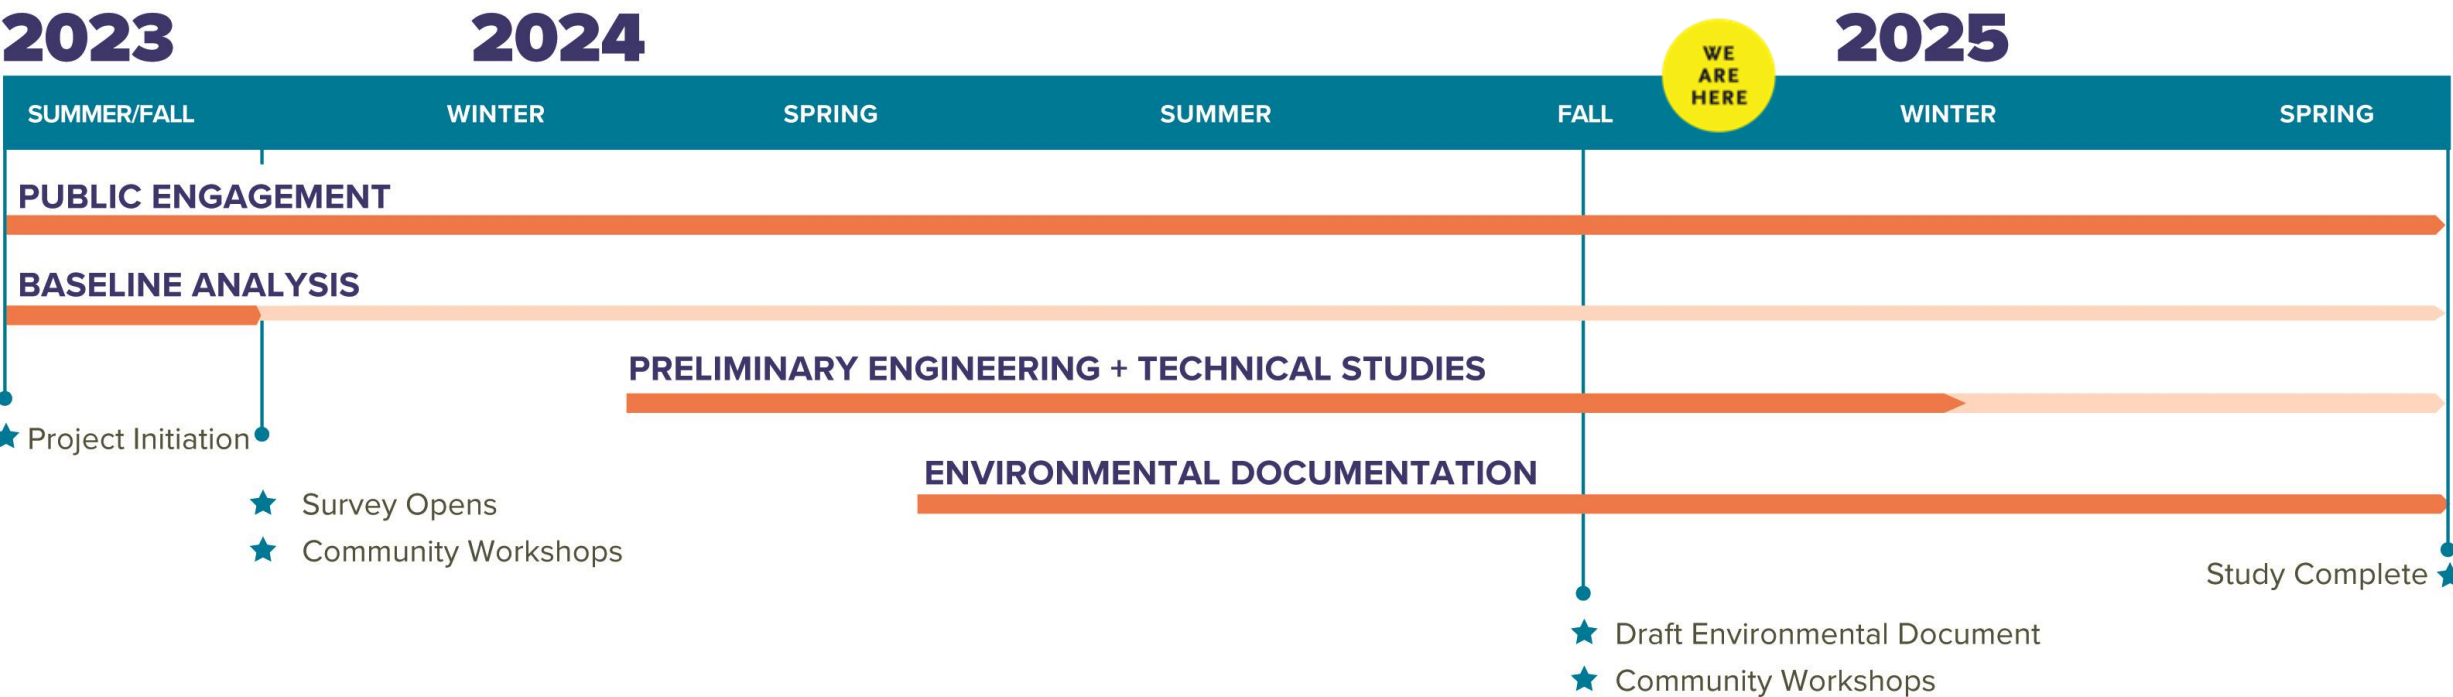 2023
2024
2025
WE
ARE
HERE
SUMMER/FALL
WINTER
SPRING
SUMMER
FALL
WINTER
SPRING
PUBLIC ENGAGEMENT
BASELINE ANALYSIS
PRELIMINARY ENGINEERING + TECHNICAL STUDIES
Project Initiation
ENVIRONMENTAL DOCUMENTATION
Survey Opens
Community Workshops
Study Complete
Draft Environmental Document
Community Workshops